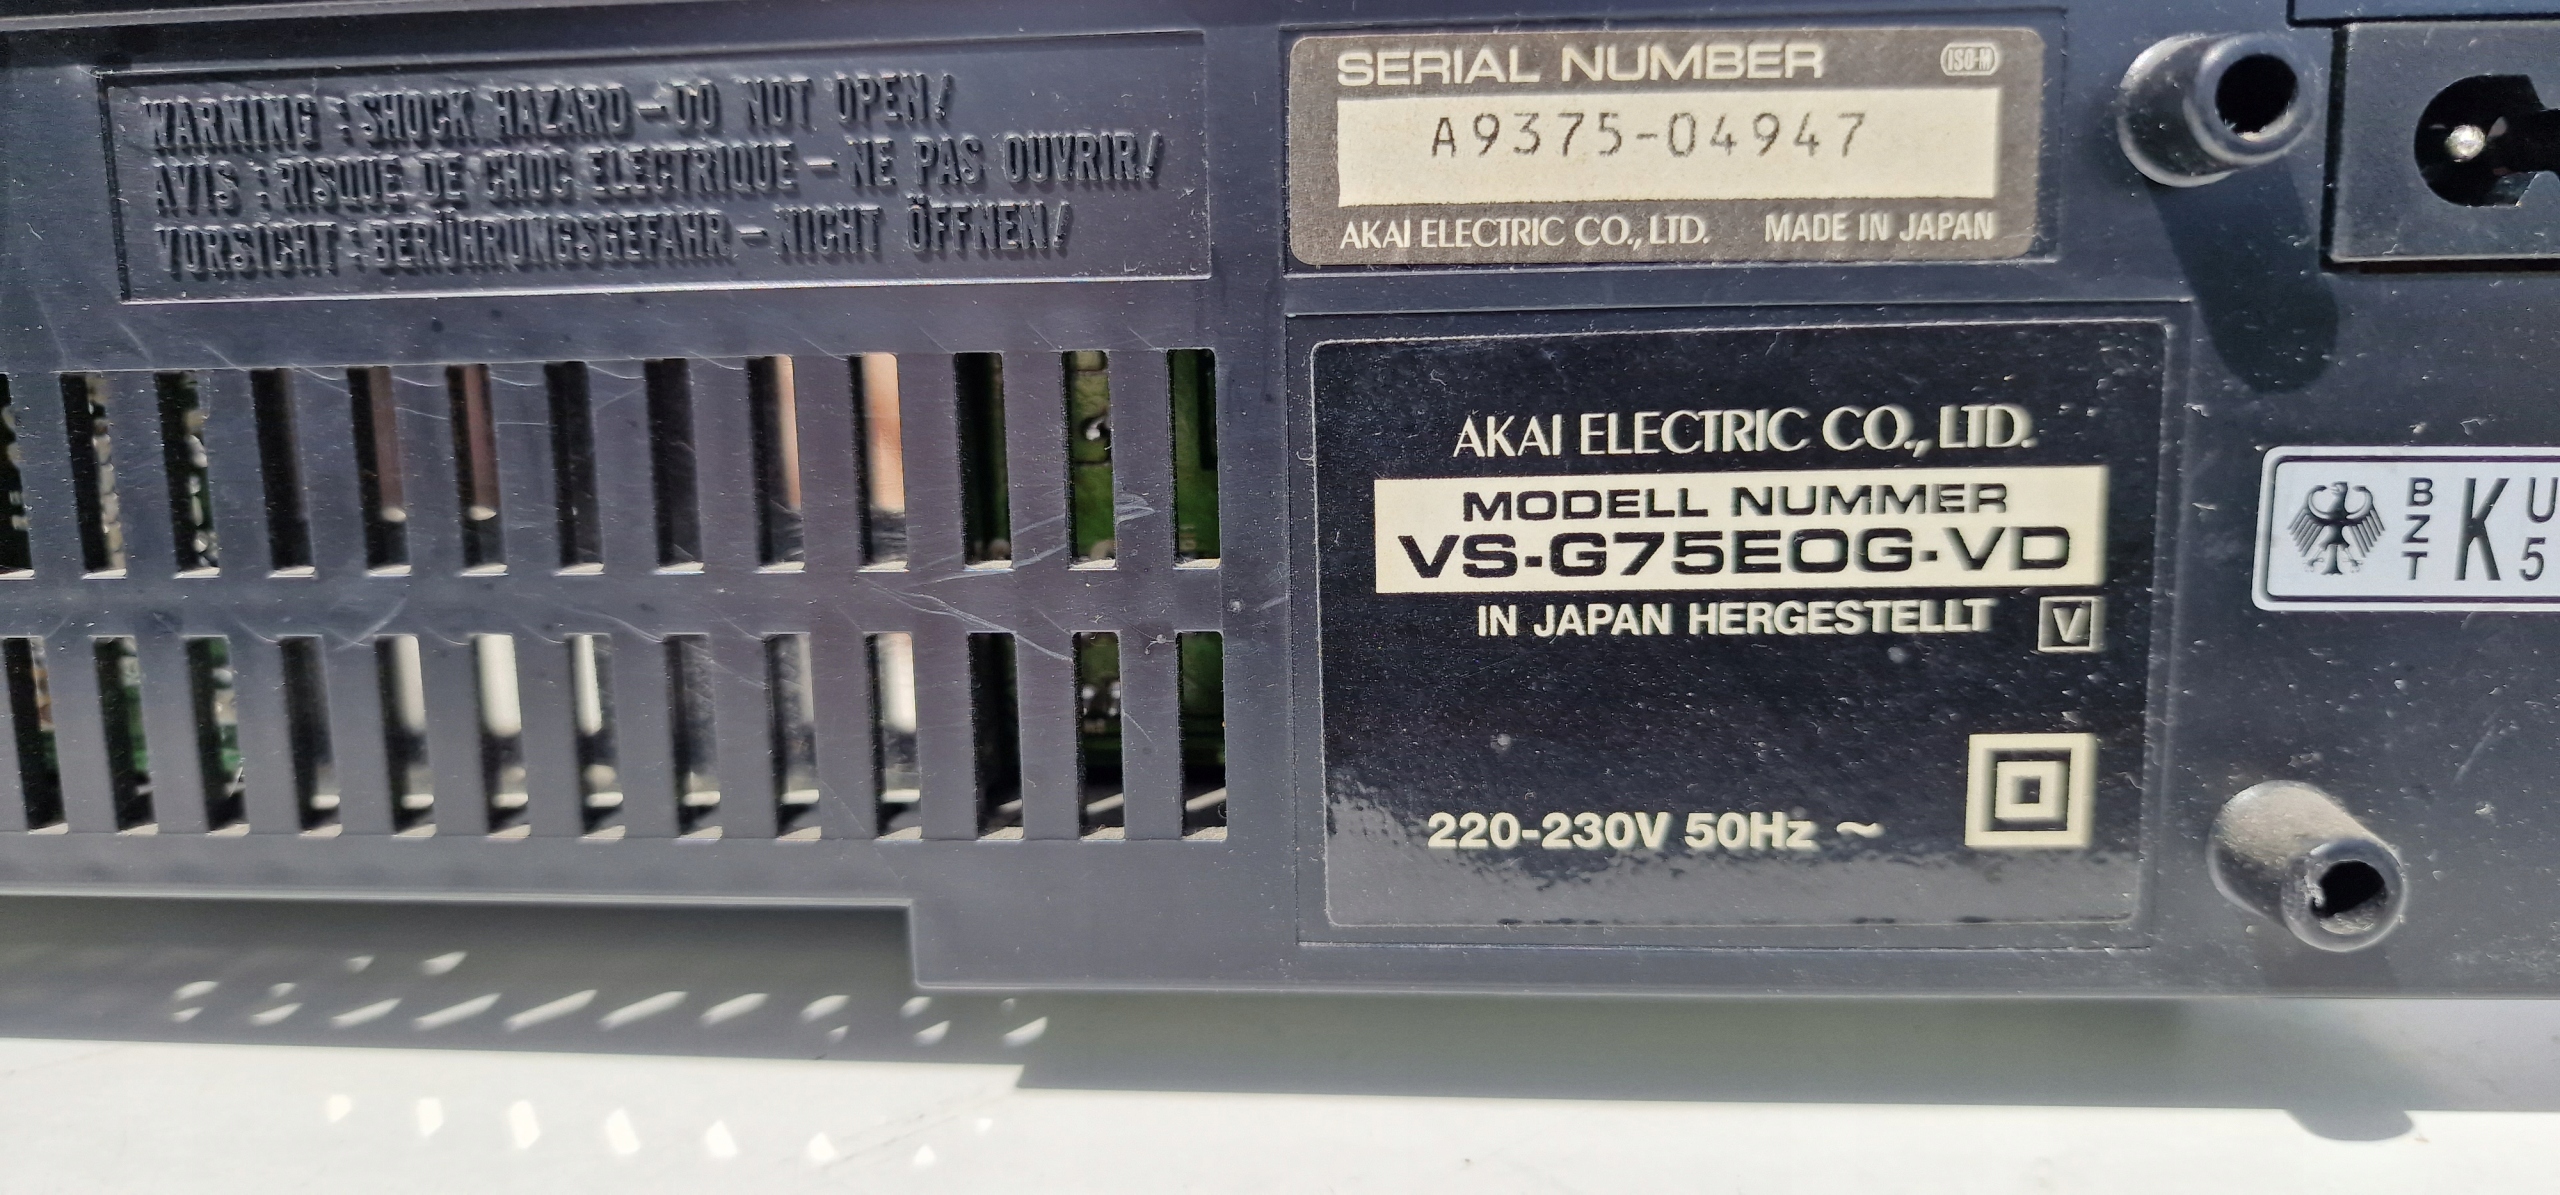 WARNING : SHOCK HAZARD – DO NOT OPEN!
AVIS : RISQUE DE CHOC ELECTRIQUE – NE PAS OUVRIR!
VORSICHT : BERÜHRUNGSGEFAHR – NICHT ÖFFNEN!
SERIAL NUMBER
ISO-M
A9375-04947
AKAI ELECTRIC CO., LTD. MADE IN JAPAN
AKAI ELECTRIC CO., LTD.
MODELL NUMMER
VS-G75EOG-VD
IN JAPAN HERGESTELLT V
220-230V 50Hz ~
BZT K U
5